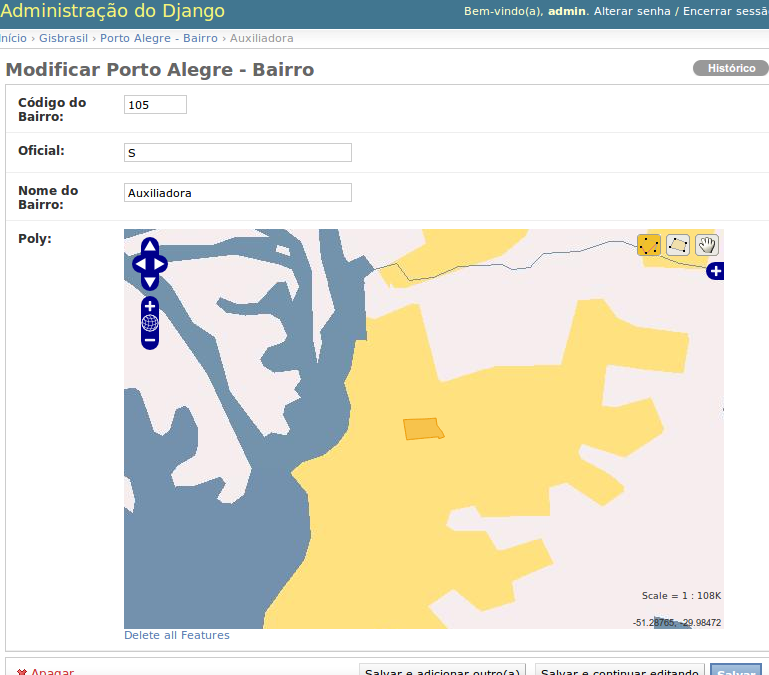 Administração do Django
Bem-vindo(a), admin. Alterar senha / Encerrar sessã
Início › Gisbrasil › Porto Alegre - Bairro › Auxiliadora
Modificar Porto Alegre - Bairro
Histórico
Código do
Bairro:
105
Oficial:
S
Nome do
Bairro:
Auxiliadora
Poly:
Scale = 1 : 108K
-51.28765, -29.98472
Delete all Features
Apagar
Salvar e adicionar outro(a)
Salvar e continuar editando
Salvar